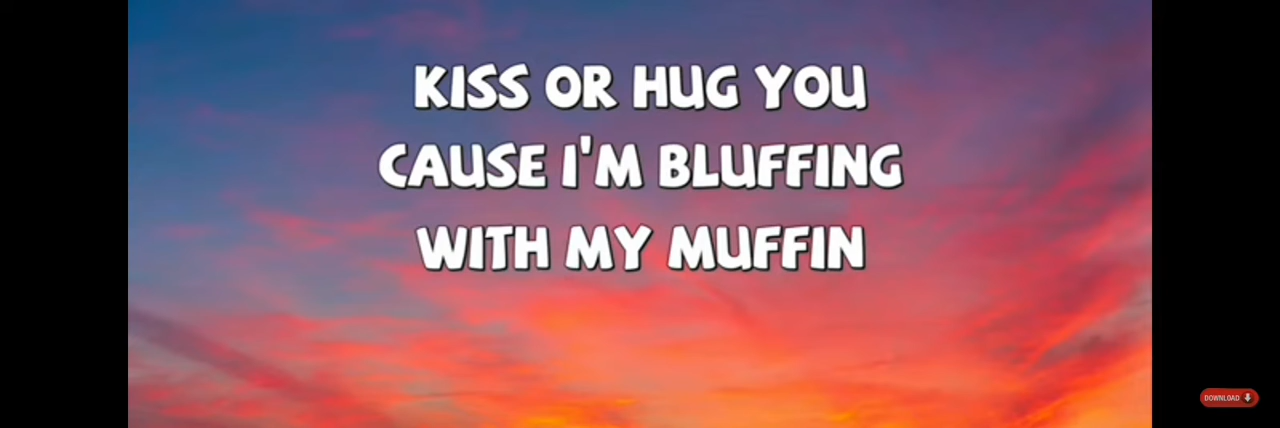 KISS OR HUG YOU
CAUSE I'M BLUFFING
WITH MY MUFFIN
DOWNLOAD